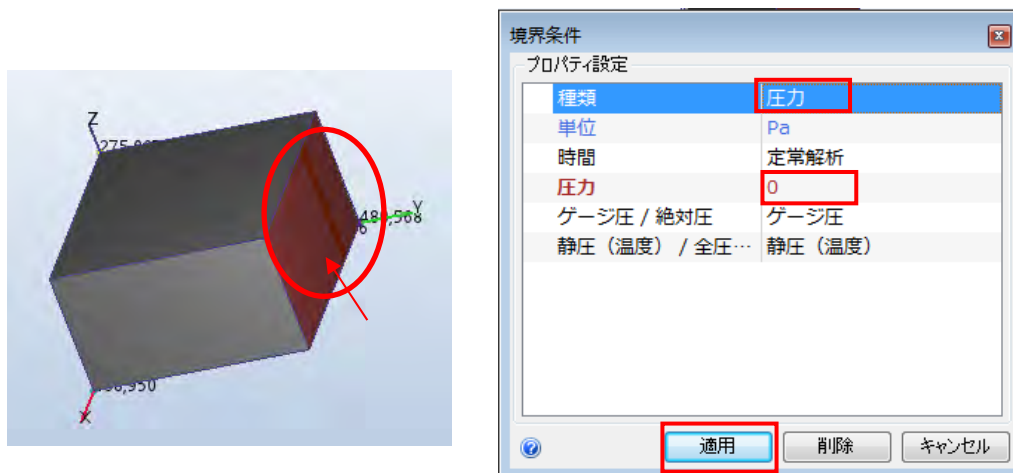 Z
275,
480,568
Y
6,950
X
境界条件
プロパティ設定
種類 圧力
単位 Pa
時間 定常解析
圧力 0
ゲージ圧 / 絶対圧 ゲージ圧
静圧（温度） / 全圧… 静圧（温度）
適用 削除 キャンセル